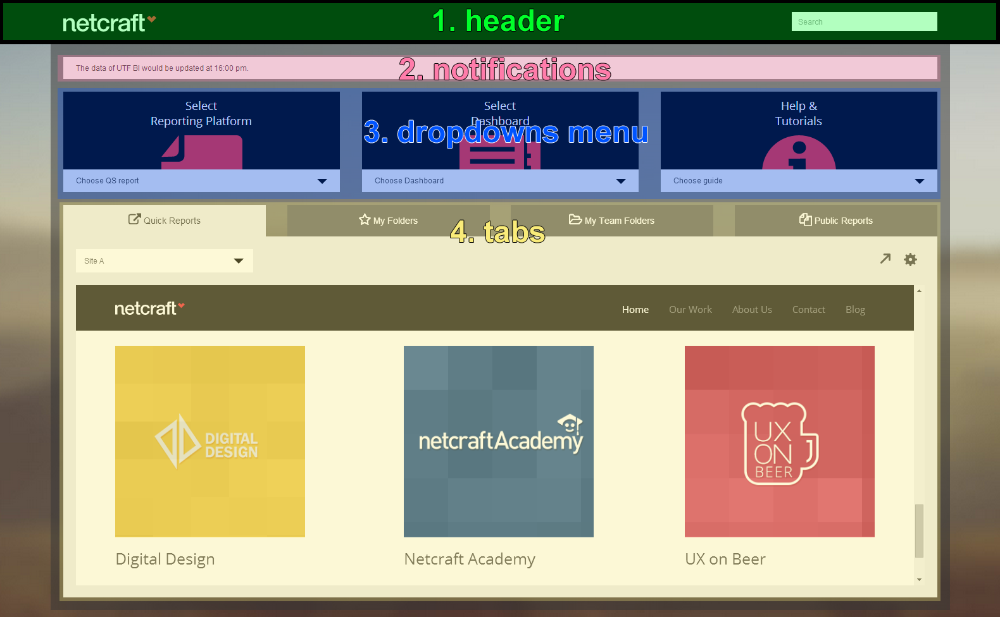 netcraft
1. header
Search
The data of UTF BI would be updated at 16:00 pm.
2. notifications
Select
Reporting Platform
Select
Dashboard
Help &
Tutorials
3. dropdowns menu
Choose QS report
Choose Dashboard
Choose guide
Quick Reports
My Folders
My Team Folders
Public Reports
4. tabs
Site A
netcraft
Home
Our Work
About Us
Contact
Blog
DIGITAL
DESIGN
netcraftAcademy
UX
ON
BEER
Digital Design
Netcraft Academy
UX on Beer